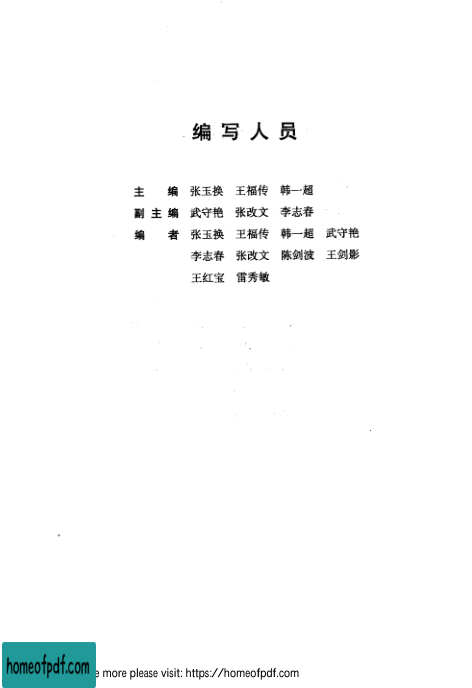 编写人员
主 编 张玉换 王福传 韩一超
副主编 武守艳 张改文 李志春
编 者 张玉换 王福传 韩一超 武守艳
李志春 张改文 陈剑波 王剑影
王红宝 雷秀敏
homeofpdf.com
e more please visit: https://homeofpdf.com